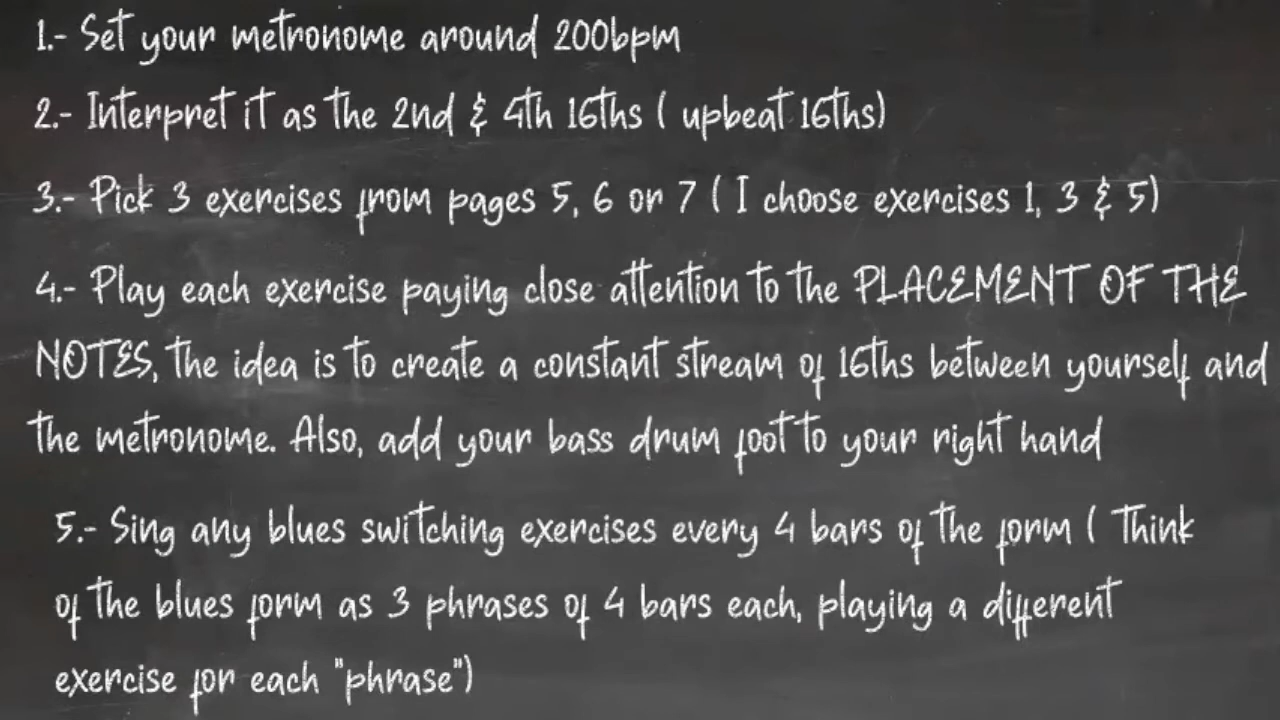 1.- Set your metronome around 200bpm
2.- Interpret it as the 2nd & 4th 16ths ( upbeat 16ths)
3.- Pick 3 exercises from pages 5, 6 or 7 ( I choose exercises 1, 3 & 5)
4.- Play each exercise paying close attention to the PLACEMENT OF THE
NOTES, the idea is to create a constant stream of 16ths between yourself and
the metronome. Also, add your bass drum foot to your right hand
5.- Sing any blues switching exercises every 4 bars of the form ( Think
of the blues form as 3 phrases of 4 bars each, playing a different
exercise for each "phrase")